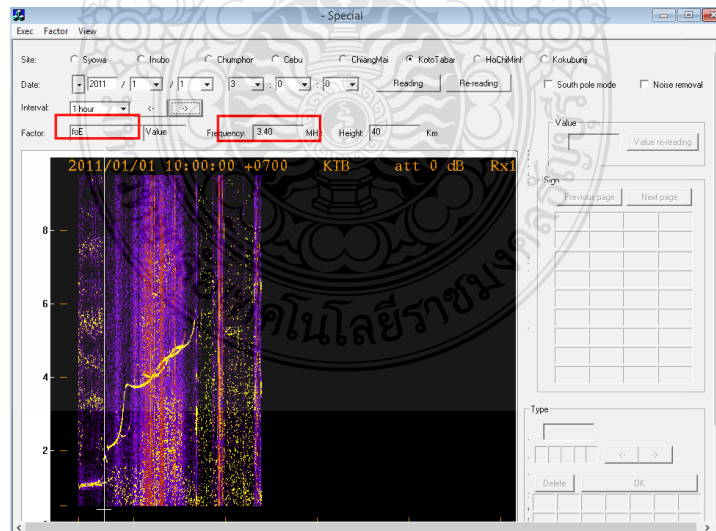 - Special
Exec Factor View
Site: Syowa Inubo Chumphor Cebu ChiangMai KotoTabar HoChiMinh Kokubunji
Date: 2011 / 1 / 1 3 : 0 : 0 Reading Re-reading South pole mode Noise removal
Interval: 1 hour <- ->
Factor: foE Value Frequency: 3.40 MHz Height: 40 Km
Value
Value re-reading
2011/01/01 10:00:00 +0700 KTB att 0 dB Rx1
Sign
Previous page Next page
8
6
4
2
Type
<- ->
Delete OK